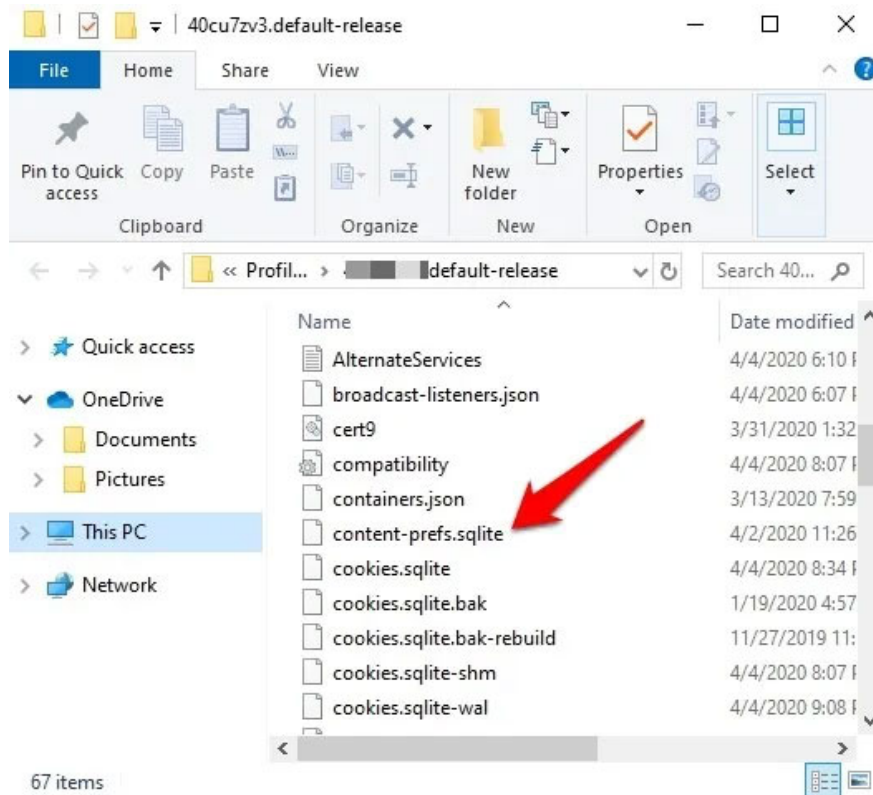 40cu7zv3.default-release
File Home Share View
Pin to Quick access
Copy
Paste
Clipboard
Organize
New folder
New
Properties
Open
Select
« Profil... › default-release
Search 40...
Quick access
OneDrive
Documents
Pictures
This PC
Network
Name Date modified
AlternateServices 4/4/2020 6:10
broadcast-listeners.json 4/4/2020 6:07
cert9 3/31/2020 1:32
compatibility 4/4/2020 8:07
containers.json 3/13/2020 7:59
content-prefs.sqlite 4/2/2020 11:26
cookies.sqlite 4/4/2020 8:34
cookies.sqlite.bak 1/19/2020 4:57
cookies.sqlite.bak-rebuild 11/27/2019 11:
cookies.sqlite-shm 4/4/2020 8:07
cookies.sqlite-wal 4/4/2020 9:08
67 items